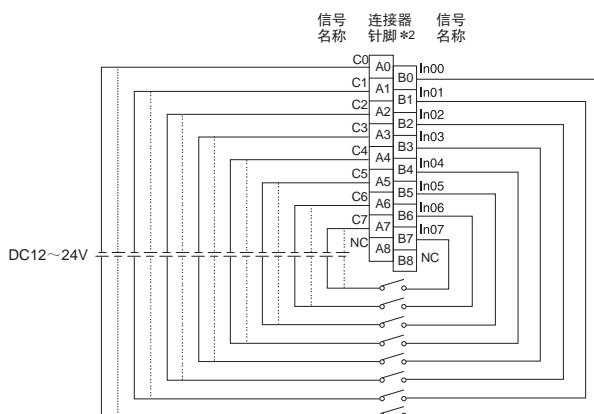 信号 连接器 信号
名称 针脚 *2 名称
C0 A0 B0 In00
C1 A1 B1 In01
C2 A2 B2 In02
C3 A3 B3 In03
C4 A4 B4 In04
C5 A5 B5 In05
C6 A6 B6 In06
C7 A7 B7 In07
NC A8 B8 NC
DC12～24V